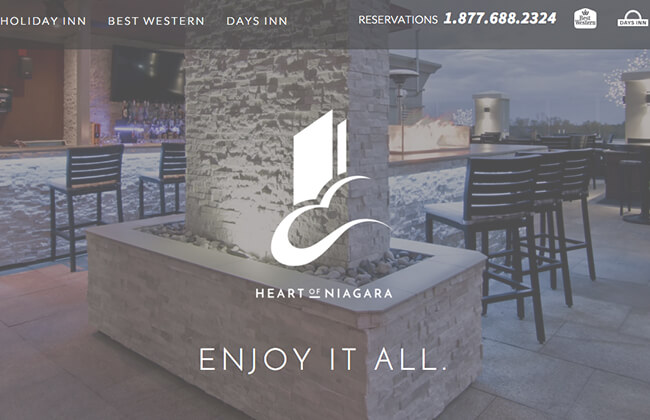 HOLIDAY INN BEST WESTERN DAYS INN RESERVATIONS 1.877.688.2324 Best Western DAYS INN
HEART OF NIAGARA
ENJOY IT ALL.